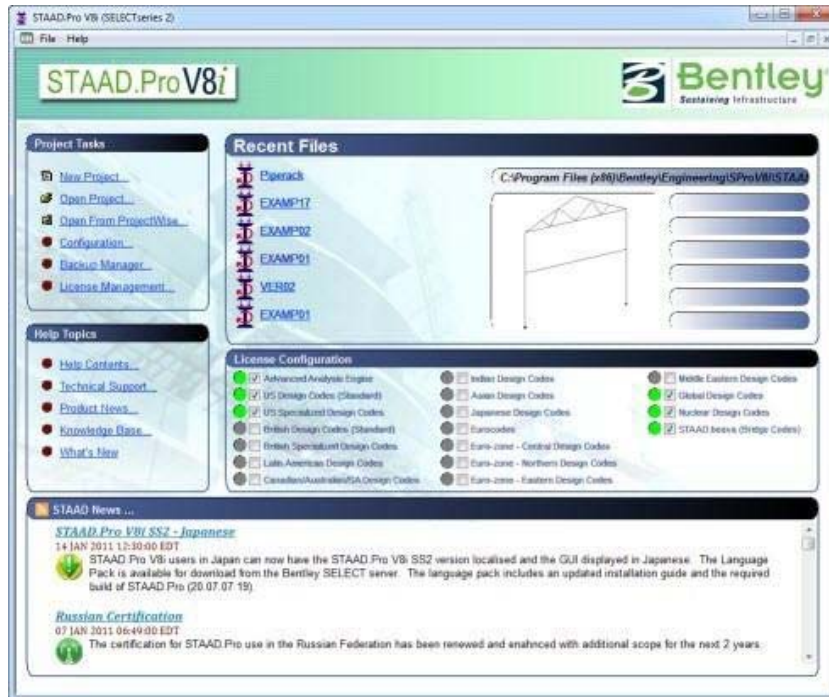 STAAD.Pro V8i (SELECTseries 2)
File Help
STAAD.Pro V8i
Bentley
Sustaining Infrastructure
Project Tasks
New Project...
Open Project...
Open From ProjectWise...
Configuration...
Backup Manager...
License Management...
Recent Files
Piperack
EXAMP17
EXAMP02
EXAMP01
VER02
EXAMP01
C:\Program Files (x86)\Bentley\Engineering\SProV8i\STAAD
Help Topics
Help Contents...
Technical Support...
Product News...
Knowledge Base...
What's New
License Configuration
Advanced Analysis Engine
US Design Codes (Standard)
US Specialized Design Codes
British Design Codes (Standard)
British Specialized Design Codes
Latin American Design Codes
Canadian/Australian/SA Design Codes
Indian Design Codes
Asian Design Codes
Japanese Design Codes
Eurocodes
Euro-zone - Central Design Codes
Euro-zone - Northern Design Codes
Euro-zone - Eastern Design Codes
Middle Eastern Design Codes
Global Design Codes
Nuclear Design Codes
STAAD.beava (Bridge Codes)
STAAD News ...
STAAD.Pro V8i SS2 - Japanese
14 JAN 2011 12:30:00 EDT
STAAD Pro V8i users in Japan can now have the STAAD.Pro V8i SS2 version localised and the GUI displayed in Japanese. The Language
Pack is available for download from the Bentley SELECT server. The language pack includes an updated installation guide and the required
build of STAAD.Pro (20.07.07.19)
Russian Certification
07 JAN 2011 06:49:00 EDT
The certification for STAAD.Pro use in the Russian Federation has been renewed and enahnced with additional scope for the next 2 years.